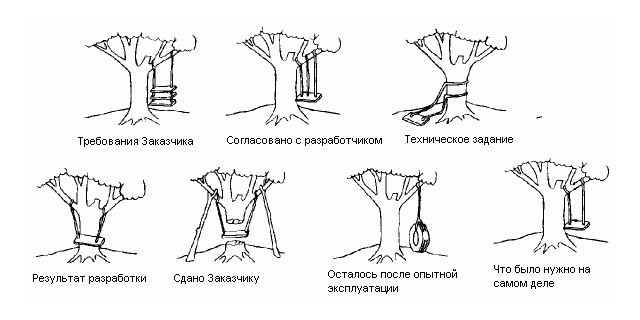 Требования Заказчика
Согласовано с разработчиком
Техническое задание
Результат разработки
Сдано Заказчику
Осталось после опытной
эксплуатации
Что было нужно на
самом деле